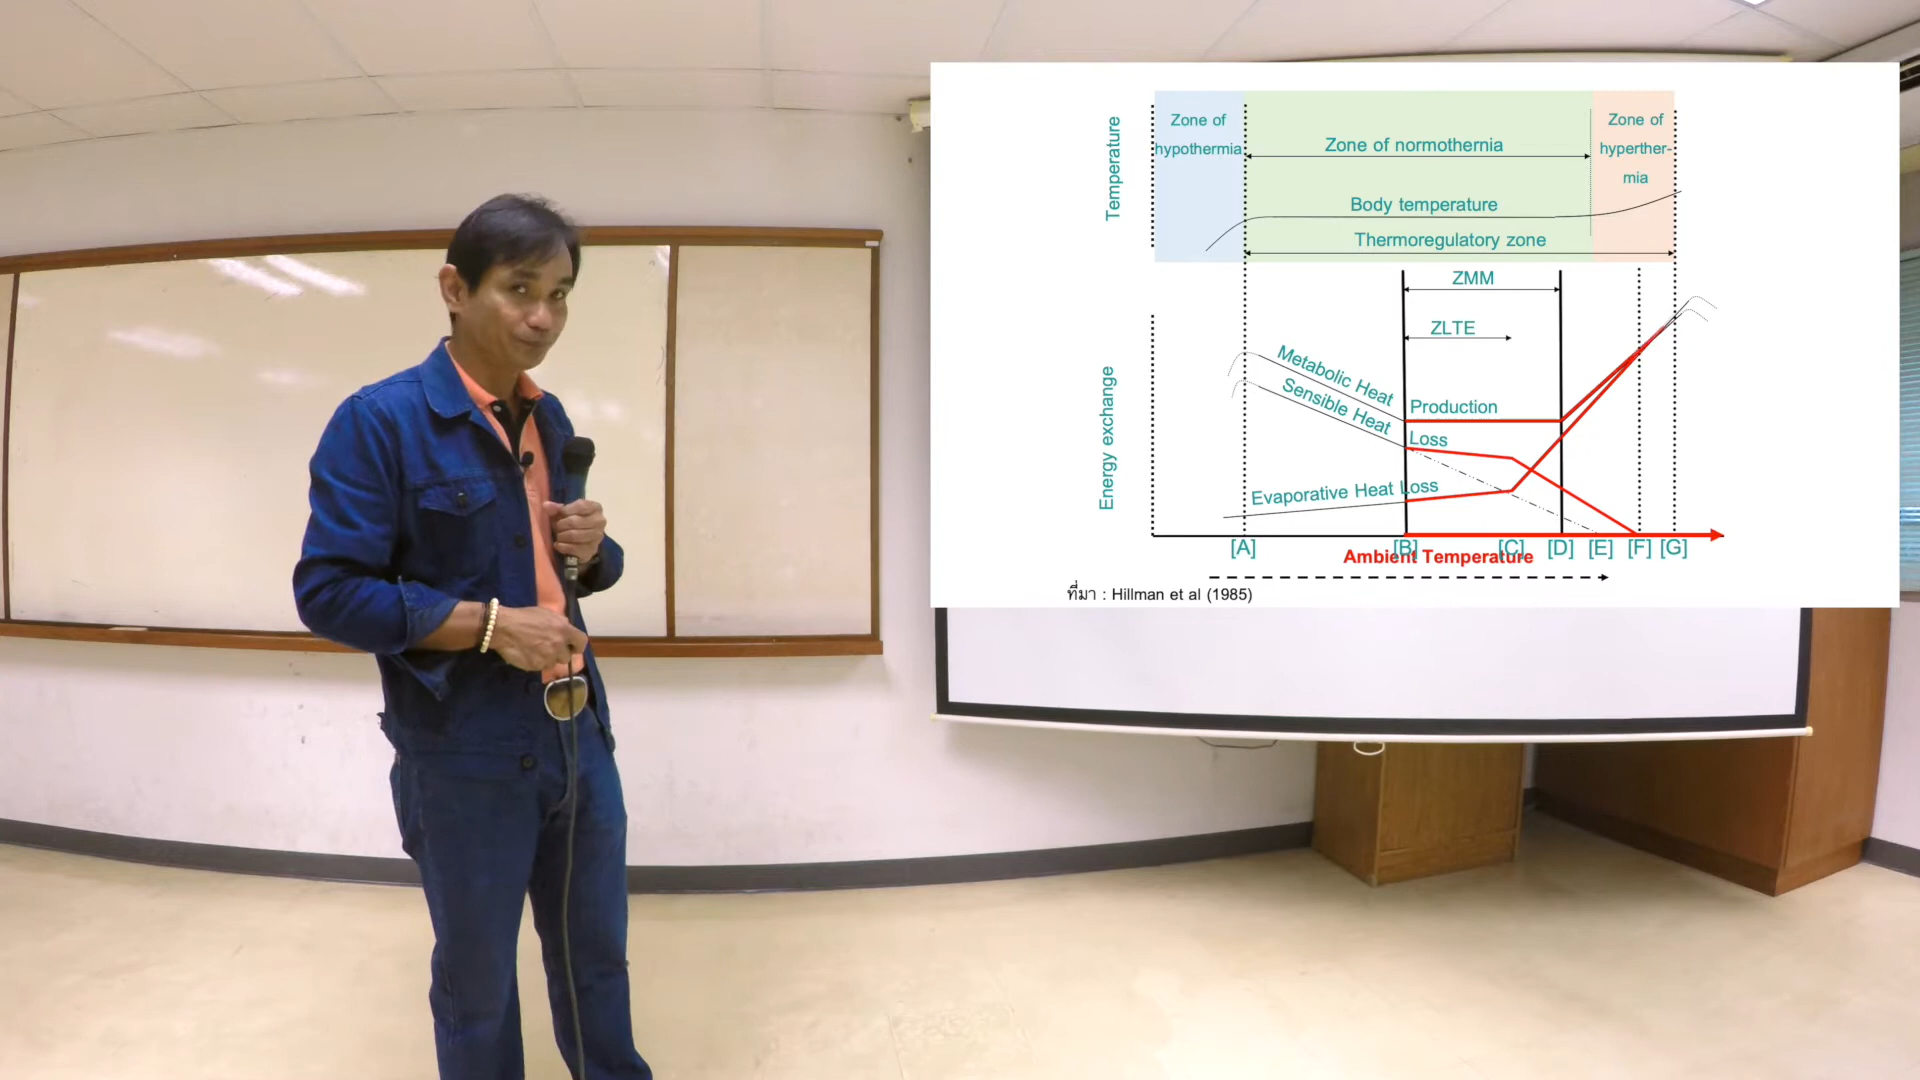 Temperature
Zone of
hypothermia
Zone of normothernia
Zone of
hyperther-
mia
Body temperature
Thermoregulatory zone
ZMM
ZLTE
Energy exchange
Metabolic Heat
Production
Sensible Heat
Loss
Evaporative Heat Loss
[A] [B] [C] [D] [E] [F] [G]
Ambient Temperature
ที่มา : Hillman et al (1985)